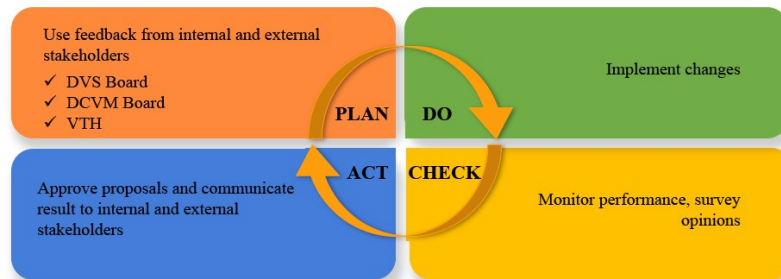 Use feedback from internal and external
stakeholders
✓ DVS Board
✓ DCVM Board
✓ VTH
PLAN
DO
Implement changes
ACT
CHECK
Approve proposals and communicate
result to internal and external
stakeholders
Monitor performance, survey
opinions